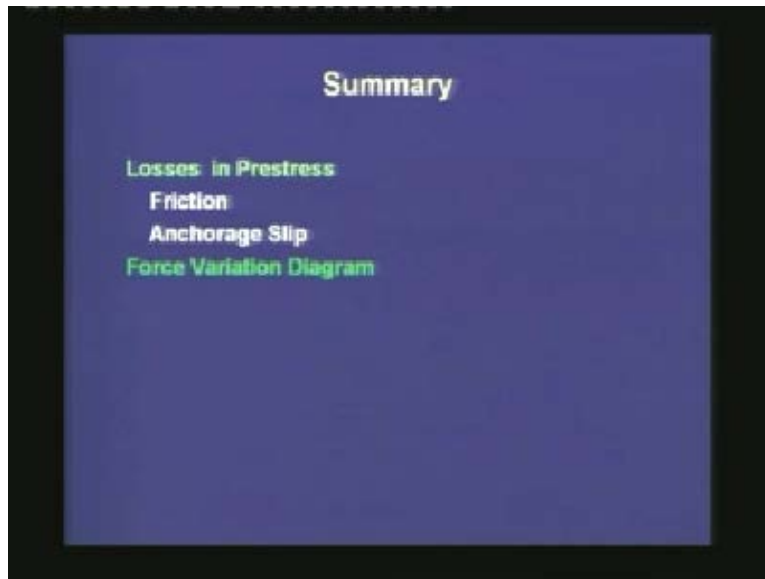 Summary
Losses in Prestress
Friction
Anchorage Slip
Force Variation Diagram